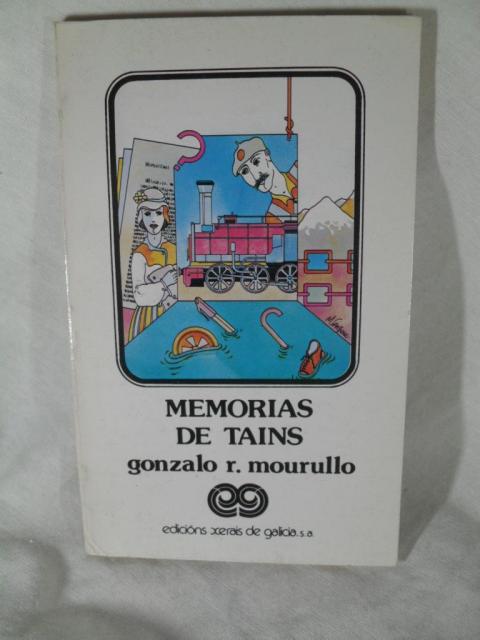 MEMORIAS
DE TAINS
gonzalo r. mourullo
edicións xerais de galicia, s.a.